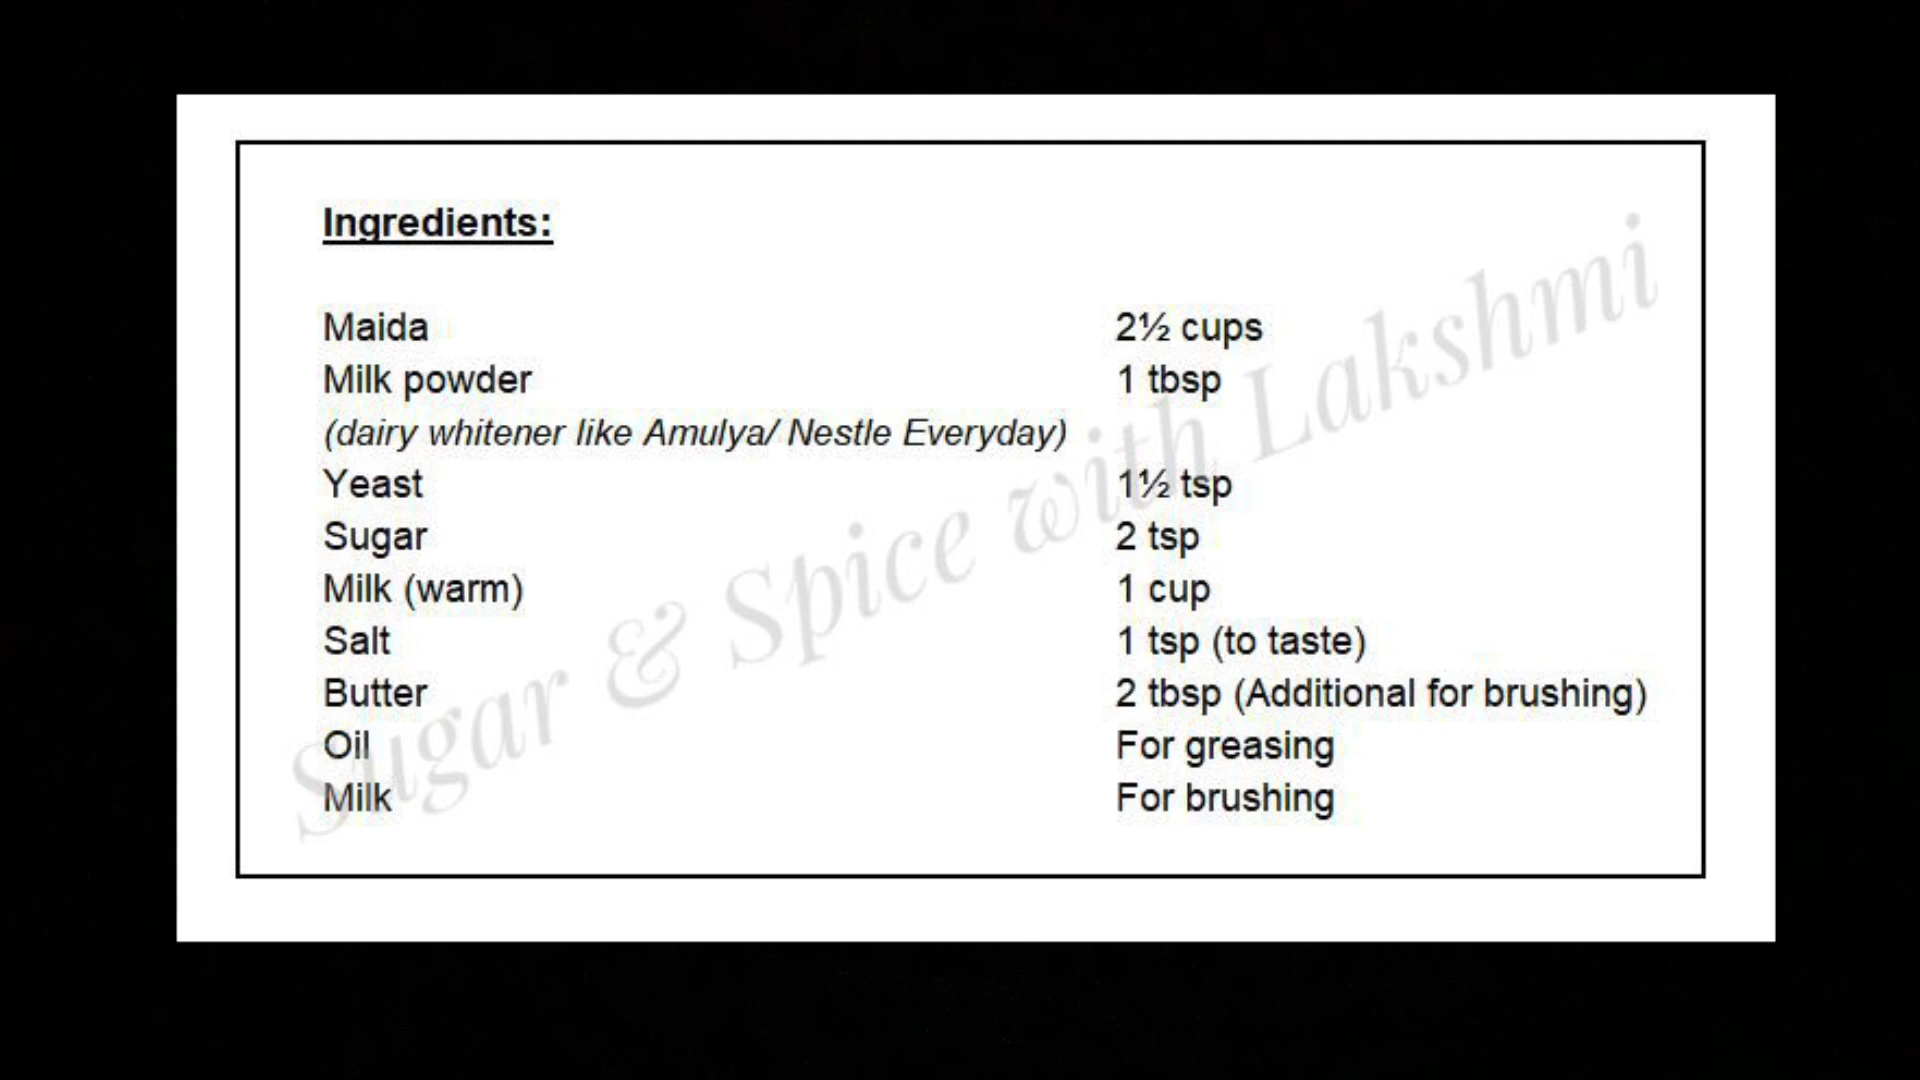 Ingredients:
Maida 2½ cups
Milk powder 1 tbsp
(dairy whitener like Amulya/ Nestle Everyday)
Yeast 1½ tsp
Sugar 2 tsp
Milk (warm) 1 cup
Salt 1 tsp (to taste)
Butter 2 tbsp (Additional for brushing)
Oil For greasing
Milk For brushing
Sugar & Spice with Lakshmi